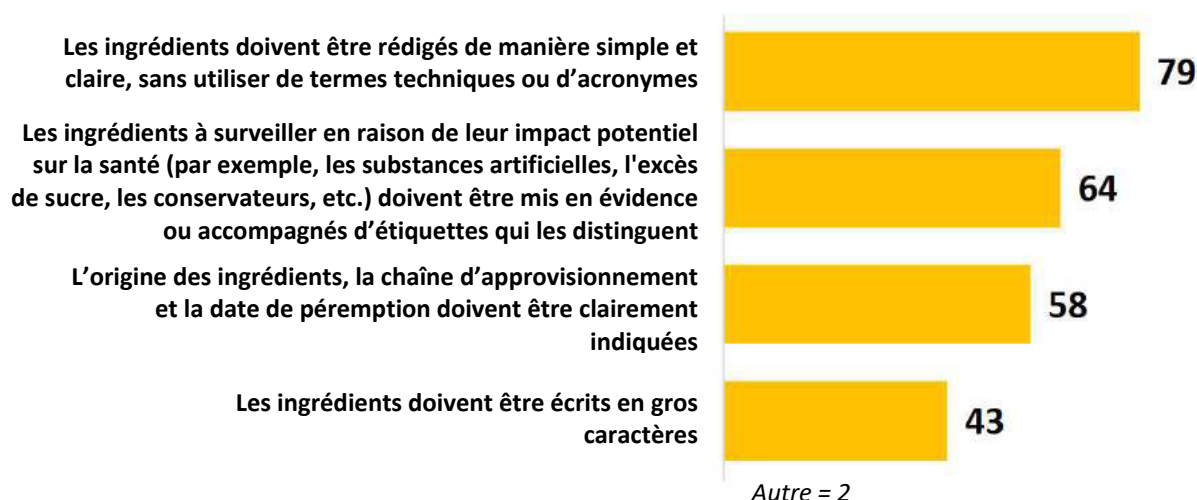 Les ingrédients doivent être rédigés de manière simple et
claire, sans utiliser de termes techniques ou d’acronymes
79
Les ingrédients à surveiller en raison de leur impact potentiel
sur la santé (par exemple, les substances artificielles, l'excès
de sucre, les conservateurs, etc.) doivent être mis en évidence
ou accompagnés d’étiquettes qui les distinguent
64
L’origine des ingrédients, la chaîne d’approvisionnement
et la date de péremption doivent être clairement
indiquées
58
Les ingrédients doivent être écrits en gros
caractères
43
Autre = 2